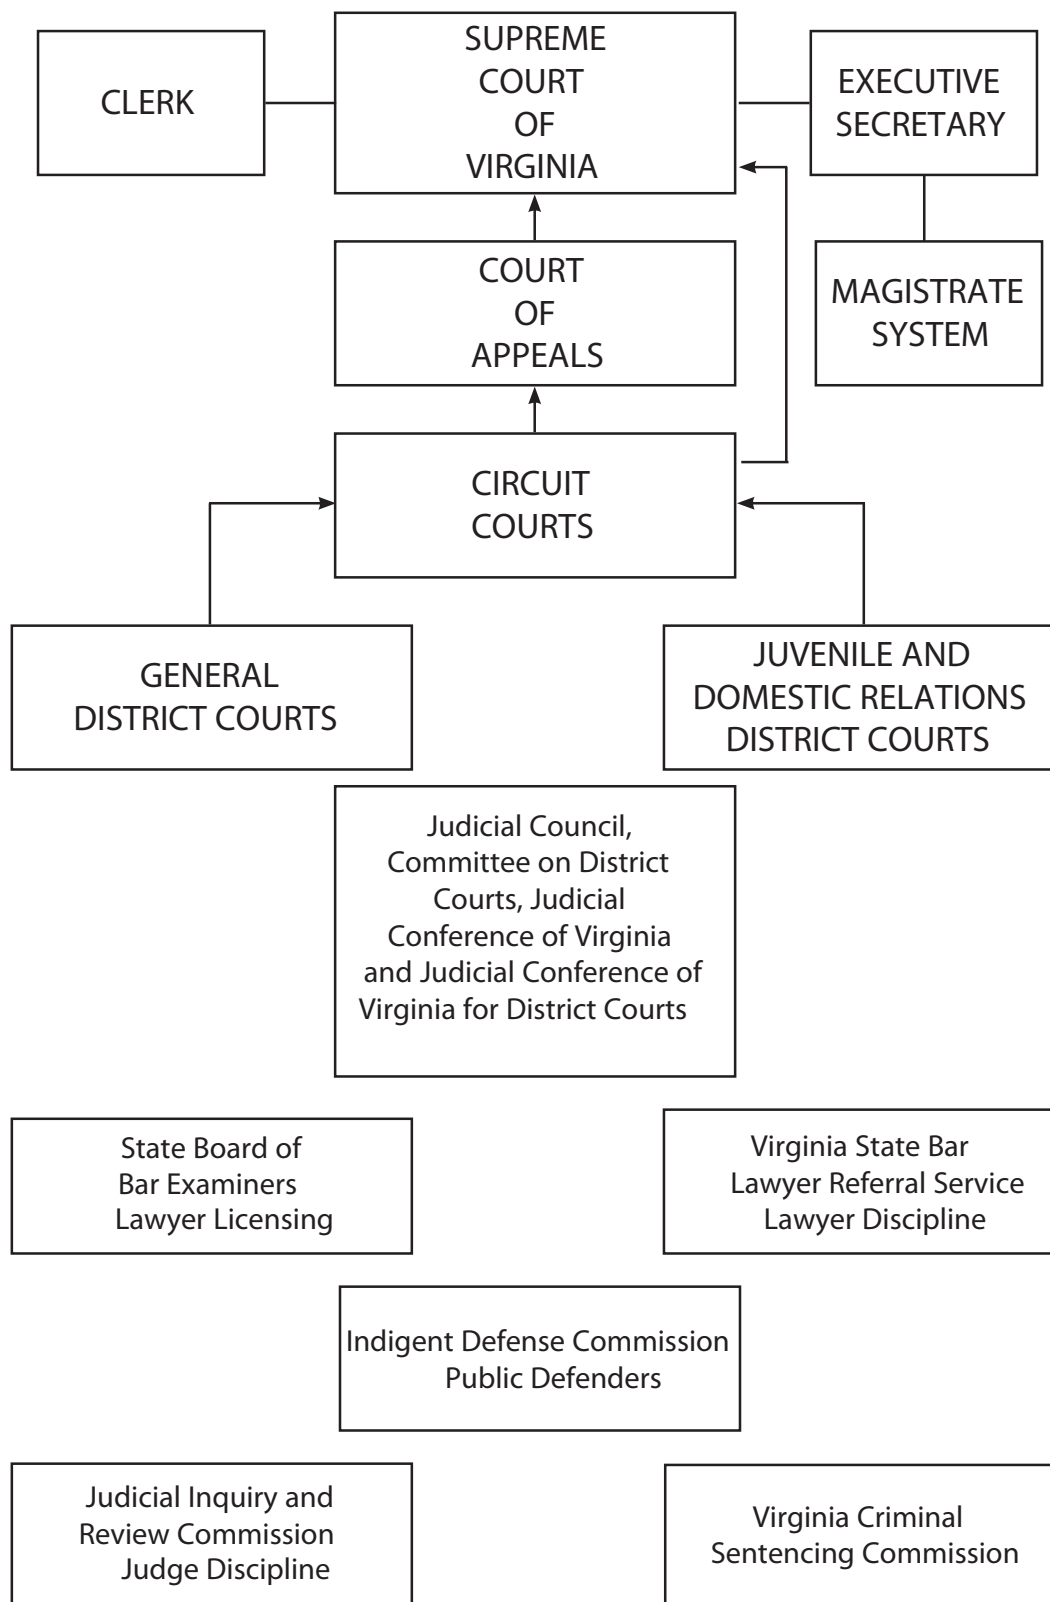 CLERK
SUPREME
COURT
OF
VIRGINIA
EXECUTIVE
SECRETARY
COURT
OF
APPEALS
MAGISTRATE
SYSTEM
CIRCUIT
COURTS
GENERAL
DISTRICT COURTS
JUVENILE AND
DOMESTIC RELATIONS
DISTRICT COURTS
Judicial Council,
Committee on District
Courts, Judicial
Conference of Virginia
and Judicial Conference of
Virginia for District Courts
State Board of
Bar Examiners
Lawyer Licensing
Virginia State Bar
Lawyer Referral Service
Lawyer Discipline
Indigent Defense Commission
Public Defenders
Judicial Inquiry and
Review Commission
Judge Discipline
Virginia Criminal
Sentencing Commission